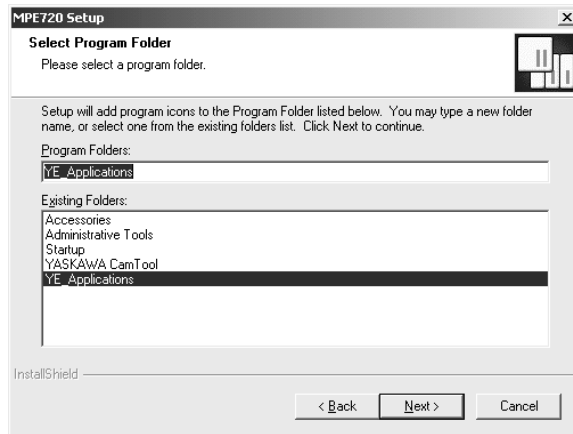 MPE720 Setup
Select Program Folder
Please select a program folder.
Setup will add program icons to the Program Folder listed below. You may type a new folder
name, or select one from the existing folders list. Click Next to continue.
Program Folders:
YE_Applications
Existing Folders:
Accessories
Administrative Tools
Startup
YASKAWA CamTool
YE_Applications
InstallShield
< Back
Next >
Cancel